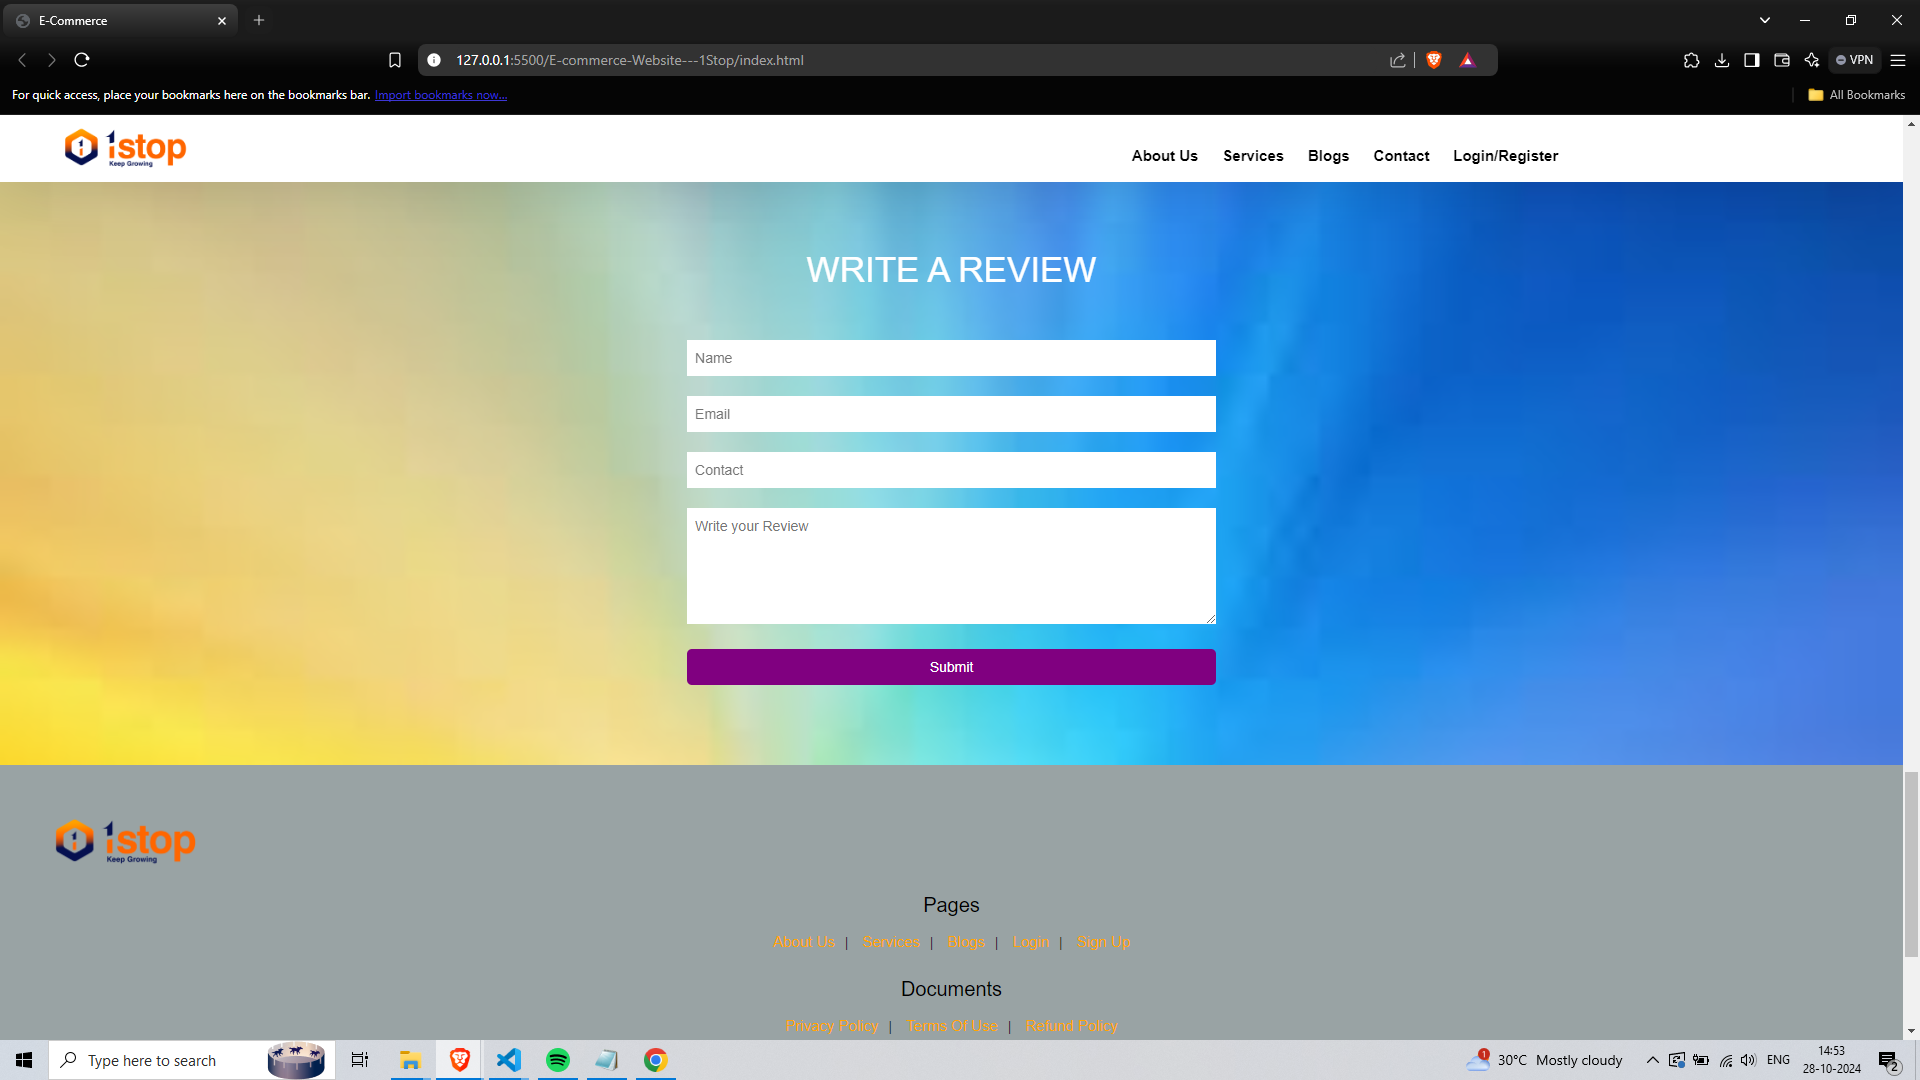 E-Commerce
127.0.0.1:5500/E-commerce-Website---1Stop/index.html
VPN
For quick access, place your bookmarks here on the bookmarks bar. Import bookmarks now...
All Bookmarks
1stop
Keep Growing
About Us Services Blogs Contact Login/Register
WRITE A REVIEW
Name
Email
Contact
Write your Review
Submit
1stop
Keep Growing
Pages
About Us | Services | Blogs | Login | Sign Up
Documents
Privacy Policy | Terms Of Use | Refund Policy
Type here to search
1
30°C Mostly cloudy
ENG
14:53
28-10-2024
2